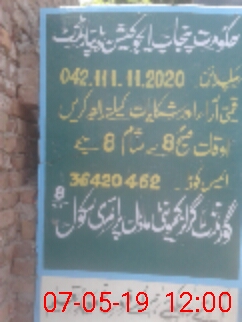 حکومت پنجاب ایجوکیشن ڈیپارٹمنٹ
042.111.11.2020
قیمتی آراء اور شکایات کیلئے رابطہ کریں
اوقات صبح 8 سے شام 8 بجے
ایمس کوڈ 36420462
گورنمنٹ گرلز کمیونٹی ماڈل پرائمری سکول
07-05-19 12:00